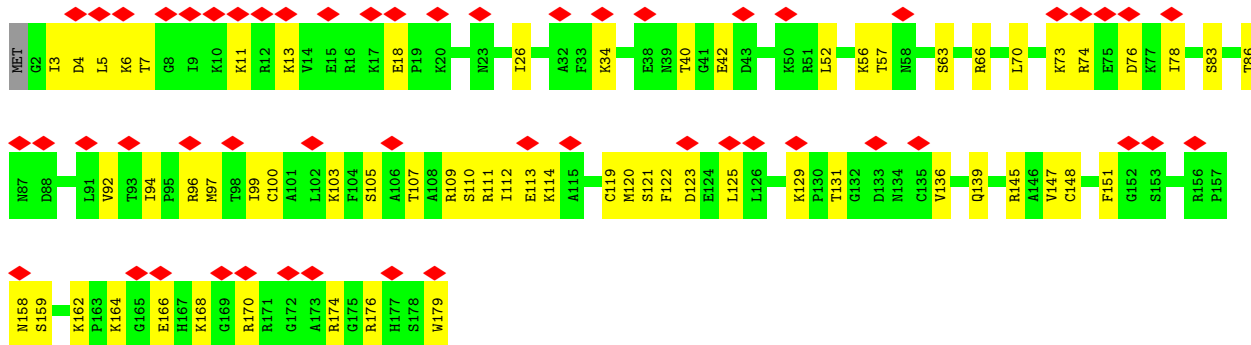 MET G2 I3 D4 L5 K6 T7 G8 I9 K10 K11 R12 K13 V14 E15 R16 K17 E18 P19 K20 N23 I26 A32 F33 K34 E38 N39 T40 G41 E42 D43 K50 R51 L52 K56 T57 N58 S63 R66 L70 K73 R74 E75 D76 K77 I78 S83 T86
N87 D88 L91 V92 T93 I94 P95 R96 M97 T98 I99 C100 A101 L102 K103 F104 S105 A106 T107 A108 R109 S110 R111 I112 E113 K114 A115 C119 M120 S121 F122 D123 E124 L125 L126 K129 P130 T131 G132 D133 N134 C135 V136 Q139 R145 A146 V147 C148 F151 G152 S153 R156 P157
N158 S159 K162 P163 K164 G165 E166 H167 K168 G169 R170 R171 G172 A173 R174 G175 R176 H177 S178 W179